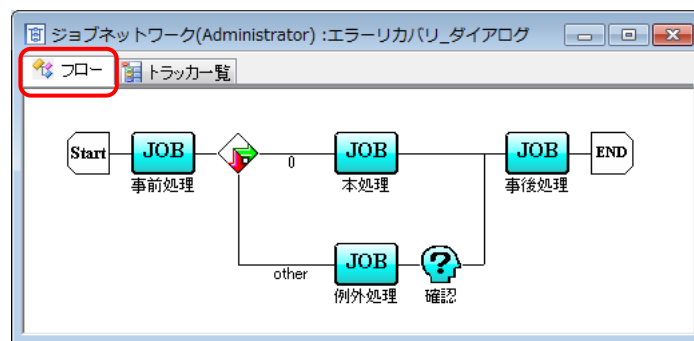 ジョブネットワーク(Administrator) :エラーリカバリ_ダイアログ
フロー トラッカ一覧
Start JOB 0 JOB JOB END
事前処理 本処理 事後処理
other JOB ?
例外処理 確認